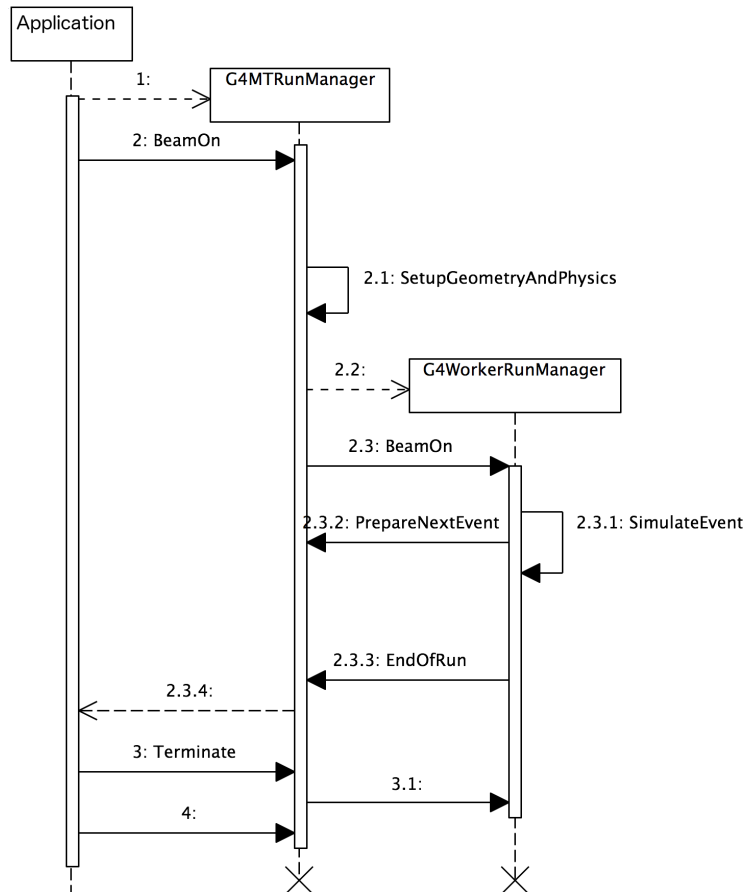 Application
1:
G4MTRunManager
2: BeamOn
2.1: SetupGeometryAndPhysics
2.2:
G4WorkerRunManager
2.3: BeamOn
2.3.2: PrepareNextEvent
2.3.1: SimulateEvent
2.3.3: EndOfRun
2.3.4:
3: Terminate
3.1:
4: